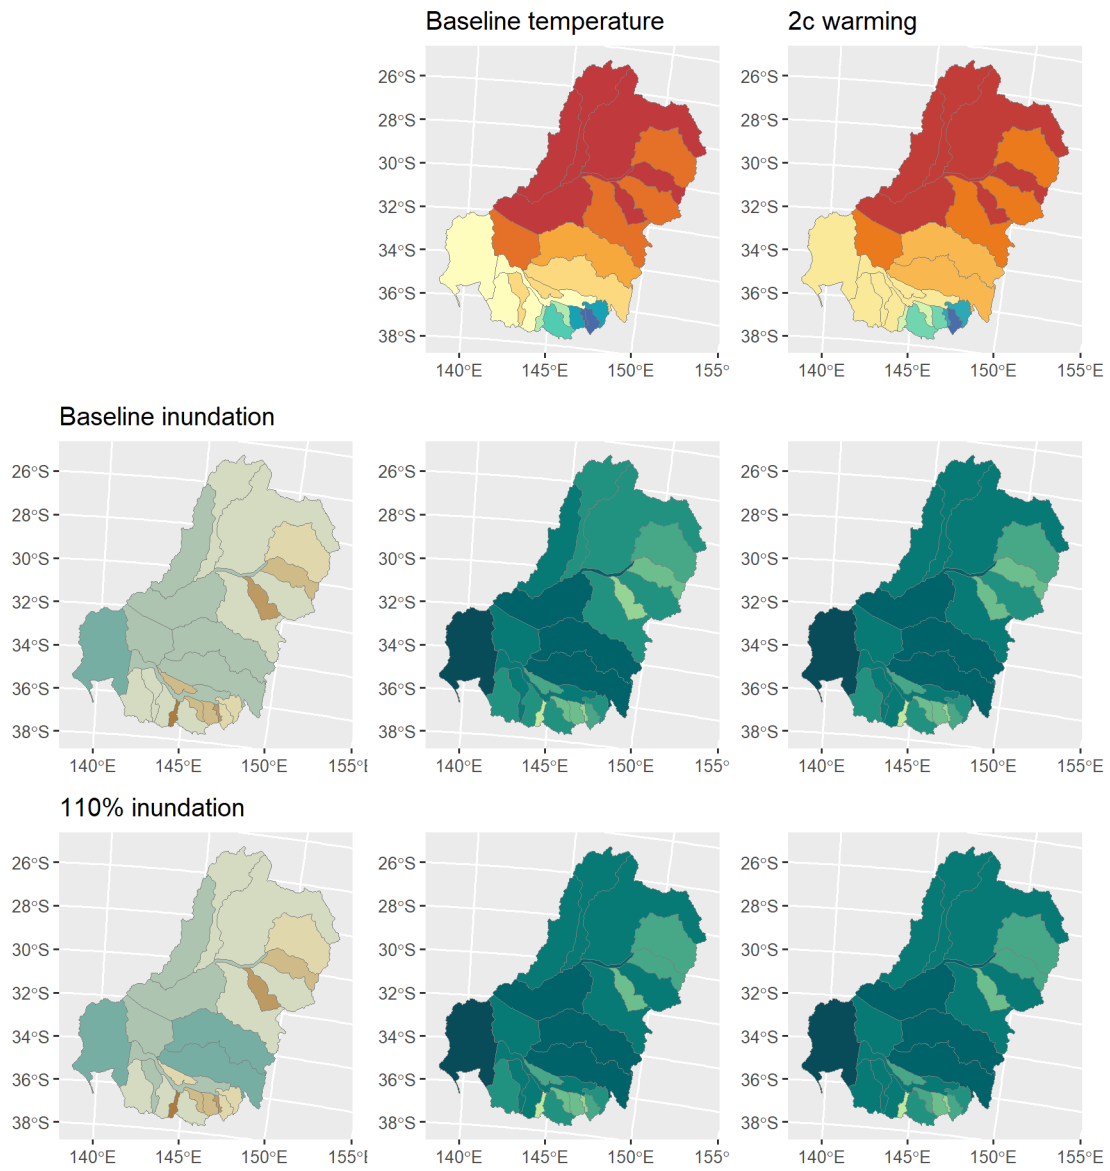 Baseline temperature 2c warming
26°S 26°S
28°S 28°S
30°S 30°S
32°S 32°S
34°S 34°S
36°S 36°S
38°S 38°S
140°E 145°E 150°E 155° 140°E 145°E 150°E 155°E
Baseline inundation
26°S 26°S 26°S
28°S 28°S 28°S
30°S 30°S 30°S
32°S 32°S 32°S
34°S 34°S 34°S
36°S 36°S 36°S
38°S 38°S 38°S
140°E 145°E 150°E 155°E 140°E 145°E 150°E 155° 140°E 145°E 150°E 155°E
110% inundation
26°S 26°S 26°S
28°S 28°S 28°S
30°S 30°S 30°S
32°S 32°S 32°S
34°S 34°S 34°S
36°S 36°S 36°S
38°S 38°S 38°S
140°E 145°E 150°E 155°E 140°E 145°E 150°E 155° 140°E 145°E 150°E 155°E